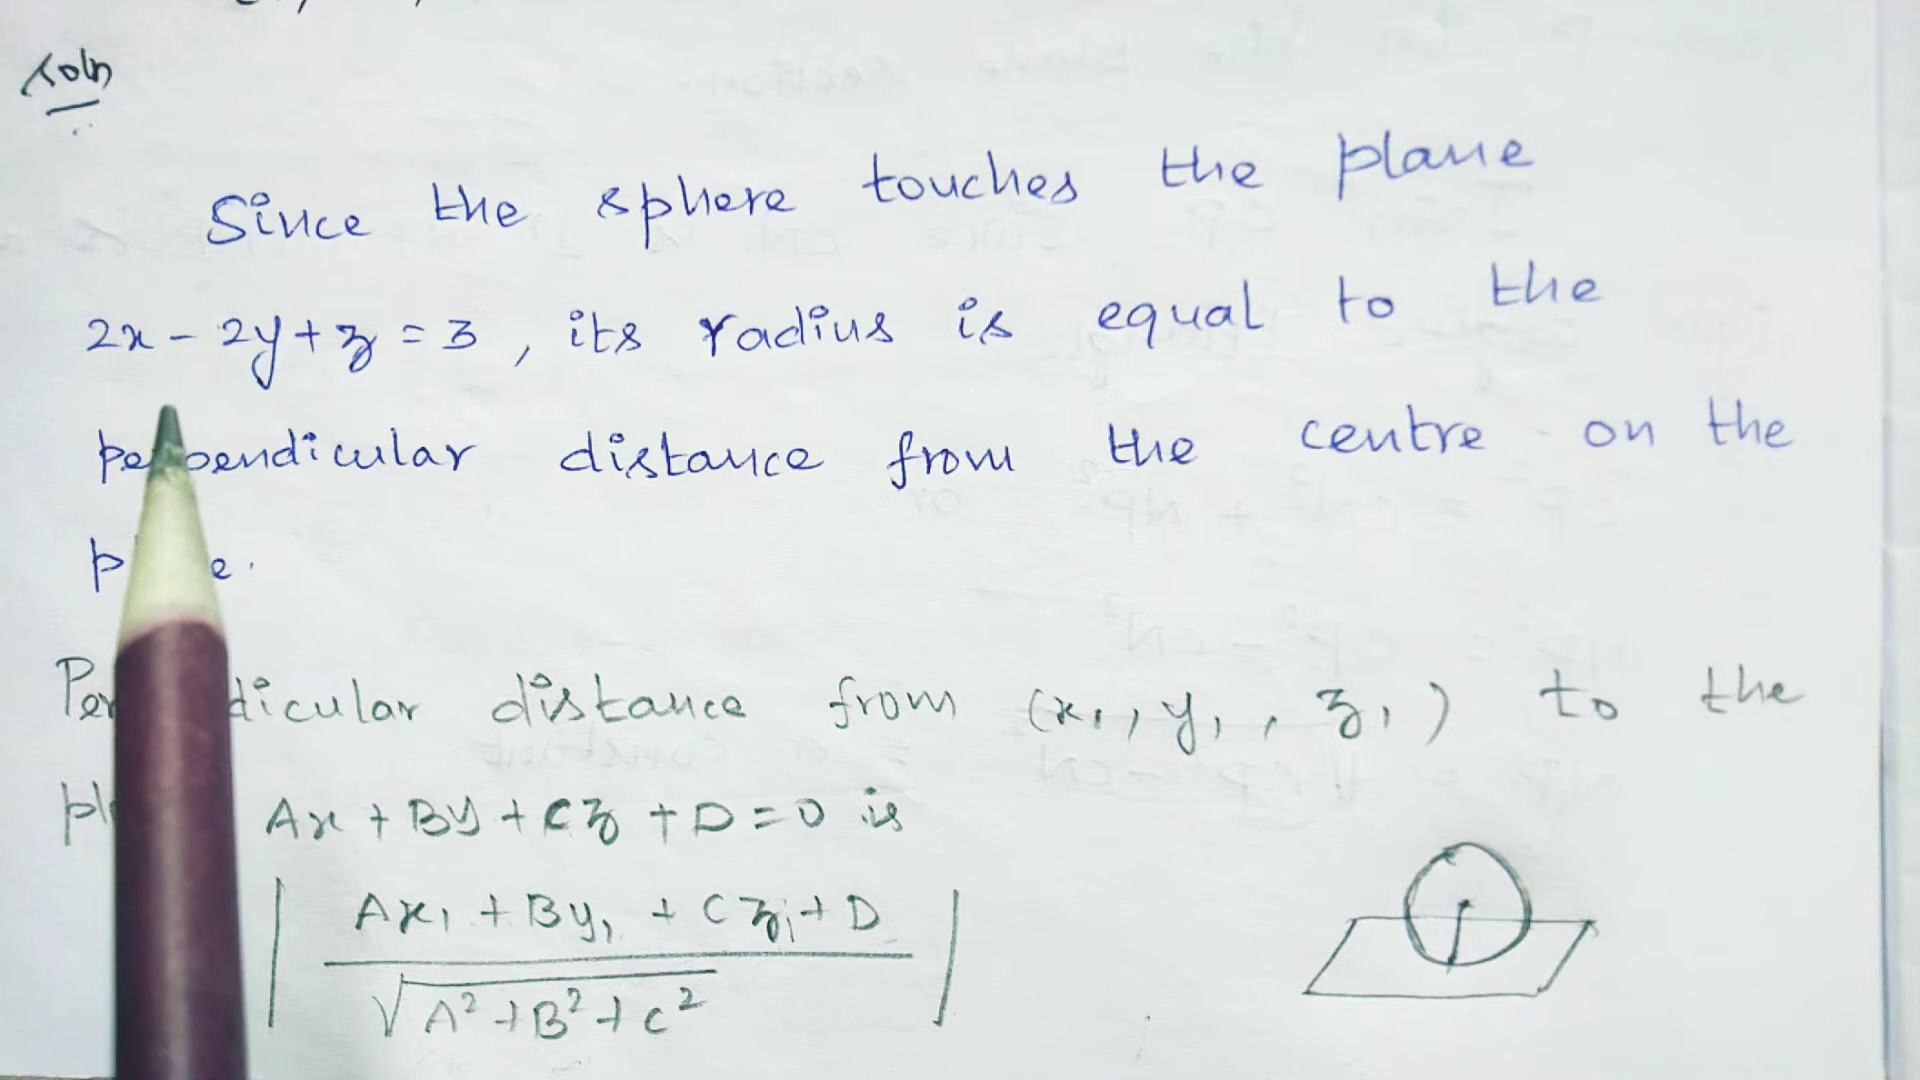 Soln
Since the sphere touches the plane
2x - 2y + z = 3, its radius is equal to the
perpendicular distance from the centre on the
Perpendicular distance from (x₁, y₁, z₁) to the
Ax + By + Cz + D = 0 is
| Ax₁ + By₁ + Cz₁ + D
√A² + B² + C² |